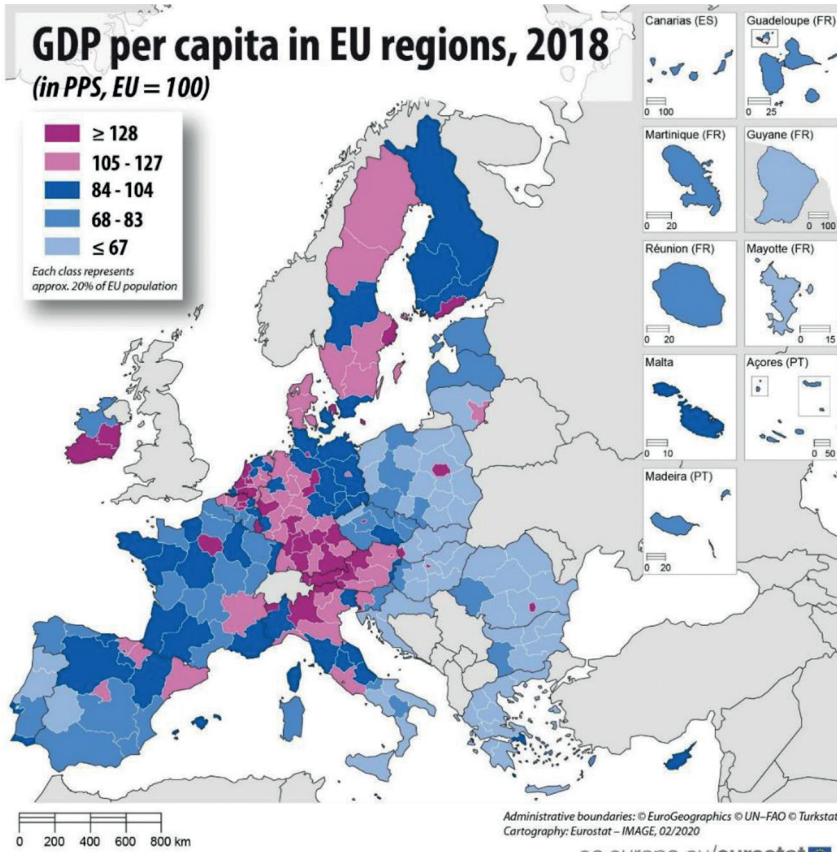 GDP per capita in EU regions, 2018
(in PPS, EU = 100)
≥ 128
105 - 127
84 - 104
68 - 83
≤ 67
Each class represents
approx. 20% of EU population
Canarias (ES)
0 100
Guadeloupe (FR)
0 25
Martinique (FR)
0 20
Guyane (FR)
0 100
Réunion (FR)
0 20
Mayotte (FR)
0 15
Malta
0 10
Açores (PT)
0 50
Madeira (PT)
0 20
0 200 400 600 800 km
Administrative boundaries: © EuroGeographics © UN–FAO © Turkstat
Cartography: Eurostat – IMAGE, 02/2020
ec.europa.eu/eurostat